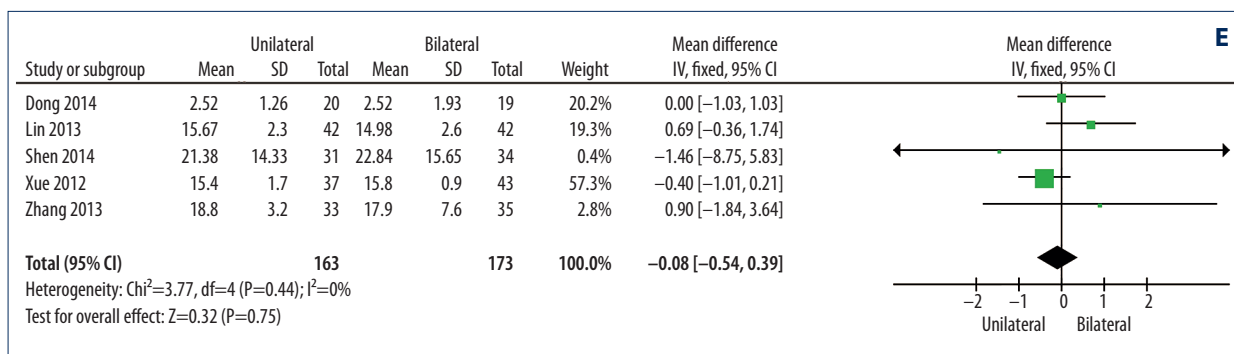 E
Unilateral Bilateral Mean difference Mean difference
Study or subgroup Mean SD Total Mean SD Total Weight IV, fixed, 95% CI IV, fixed, 95% CI
Dong 2014 2.52 1.26 20 2.52 1.93 19 20.2% 0.00 [−1.03, 1.03]
Lin 2013 15.67 2.3 42 14.98 2.6 42 19.3% 0.69 [−0.36, 1.74]
Shen 2014 21.38 14.33 31 22.84 15.65 34 0.4% −1.46 [−8.75, 5.83]
Xue 2012 15.4 1.7 37 15.8 0.9 43 57.3% −0.40 [−1.01, 0.21]
Zhang 2013 18.8 3.2 33 17.9 7.6 35 2.8% 0.90 [−1.84, 3.64]
Total (95% CI) 163 173 100.0% −0.08 [−0.54, 0.39]
Heterogeneity: Chi²=3.77, df=4 (P=0.44); I²=0%
Test for overall effect: Z=0.32 (P=0.75)
−2 −1 0 1 2
Unilateral Bilateral